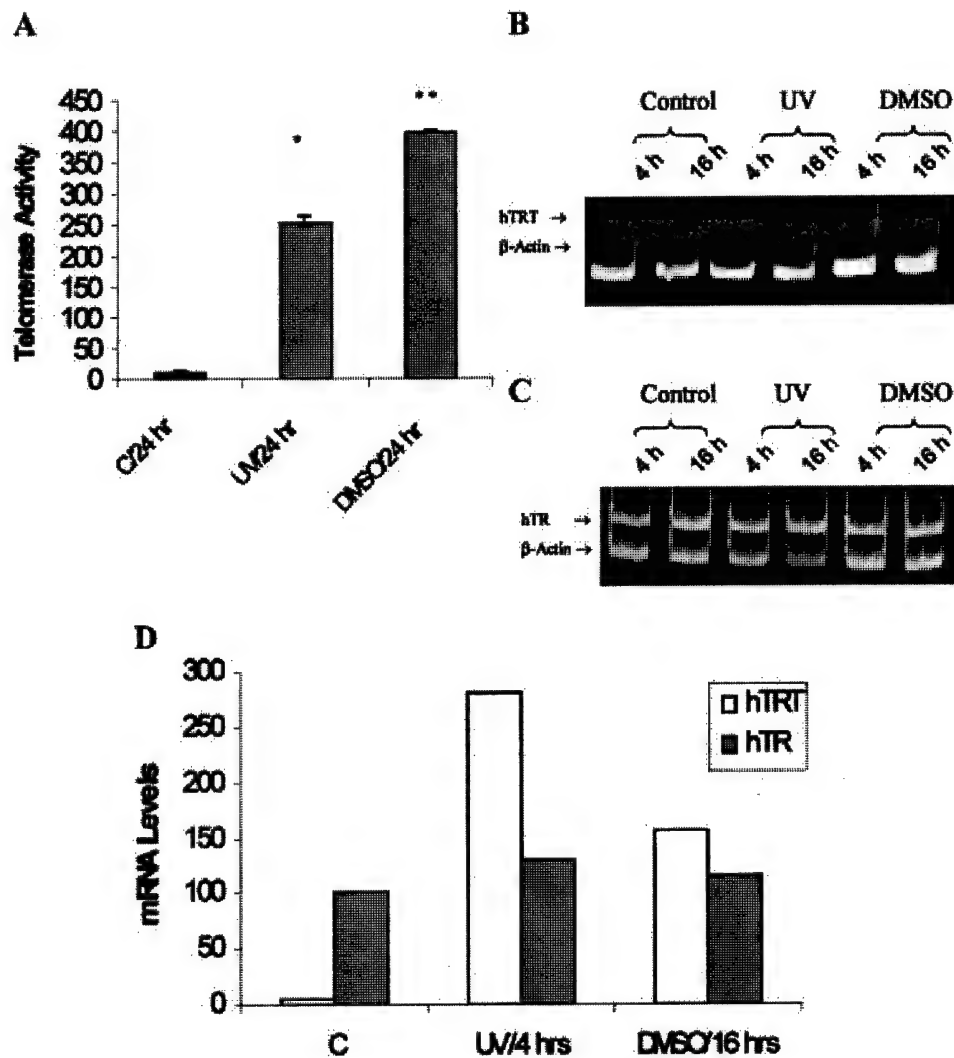 A
450
400
350
300
250
200
150
100
50
0
Telomerase Activity
*
**
C/24 hr
UV/24 hr
DMSO/24 hr
B
Control UV DMSO
4 h 16 h 4 h 16 h 4 h 16 h
hTRT →
β-Actin →
C
Control UV DMSO
4 h 16 h 4 h 16 h 4 h 16 h
hTR →
β-Actin →
D
300
250
200
150
100
50
0
mRNA Levels
hTRT
hTR
C UV/4 hrs DMSO/16 hrs